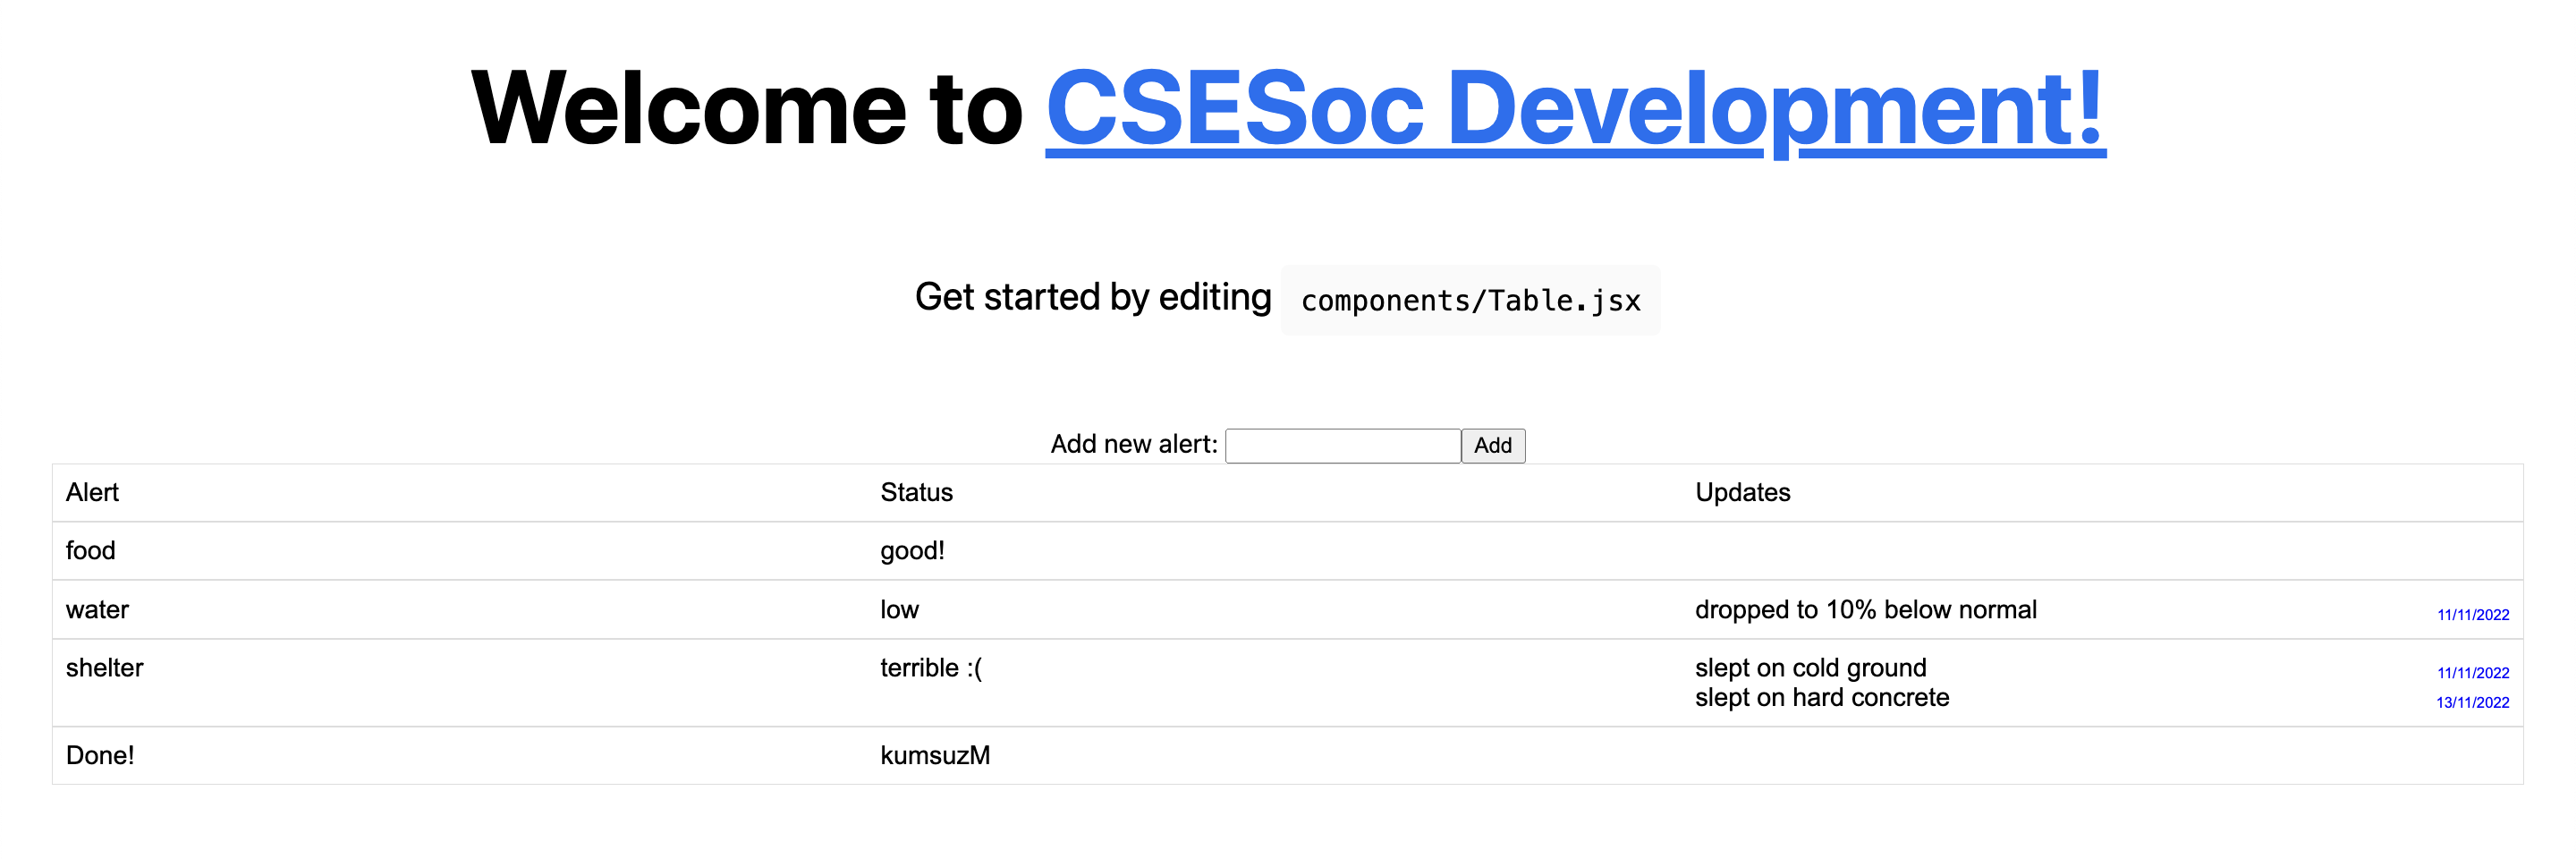 Welcome to CSESoc Development!
Get started by editing components/Table.jsx
Add new alert: Add
Alert Status Updates
food good!
water low dropped to 10% below normal 11/11/2022
shelter terrible :( slept on cold ground 11/11/2022
slept on hard concrete 13/11/2022
Done! kumsuzM